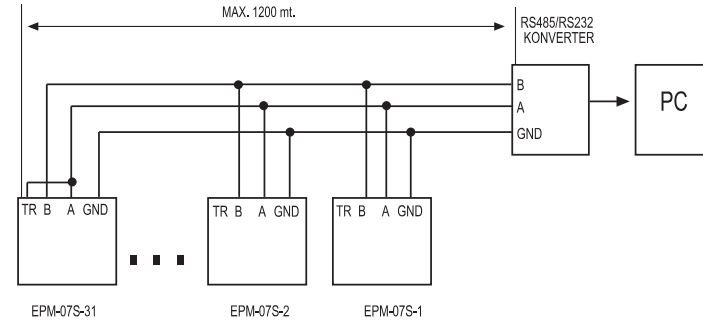 MAX. 1200 mt.
RS485/RS232
KONVERTER
B
A
GND
PC
TR B A GND
TR B A GND
TR B A GND
EPM-07S-31
EPM-07S-2
EPM-07S-1